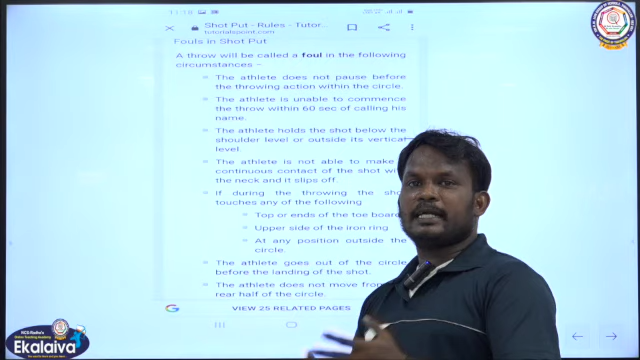 11:19
Shot Put - Rules - Tutor...
tutorialspoint.com
Fouls in Shot Put
A throw will be called a foul in the following
circumstances -
The athlete does not pause before
the throwing action within the circle.
The athlete is unable to commence
the throw within 60 sec of calling his
name.
The athlete holds the shot below the
shoulder level or outside its vertical
level.
The athlete is not able to make
continuous contact of the shot
the neck and it slips off.
If during the throwing the
touches any of the following
Top or ends of the toe board
Upper side of the iron ring
At any position outside the
circle.
The athlete goes out of the circle
before the landing of the shot.
The athlete does not move from
rear half of the circle.
VIEW 25 RELATED PAGES
Ekalaiva